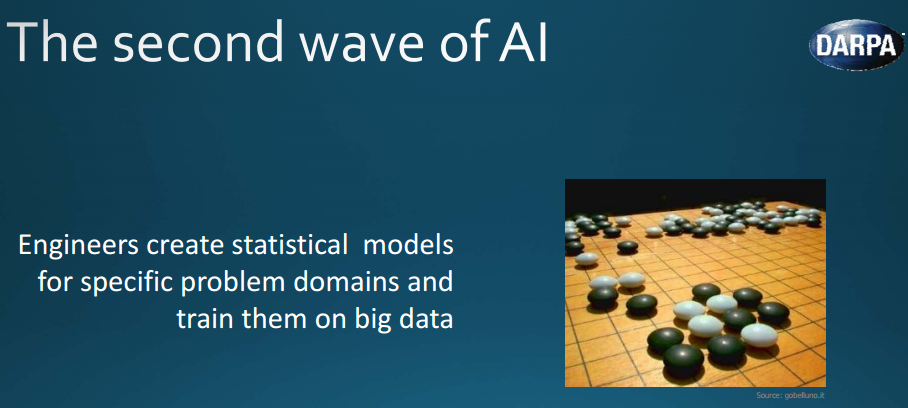 The second wave of AI
DARPA
Engineers create statistical models
for specific problem domains and
train them on big data
Source: gobelluno.it